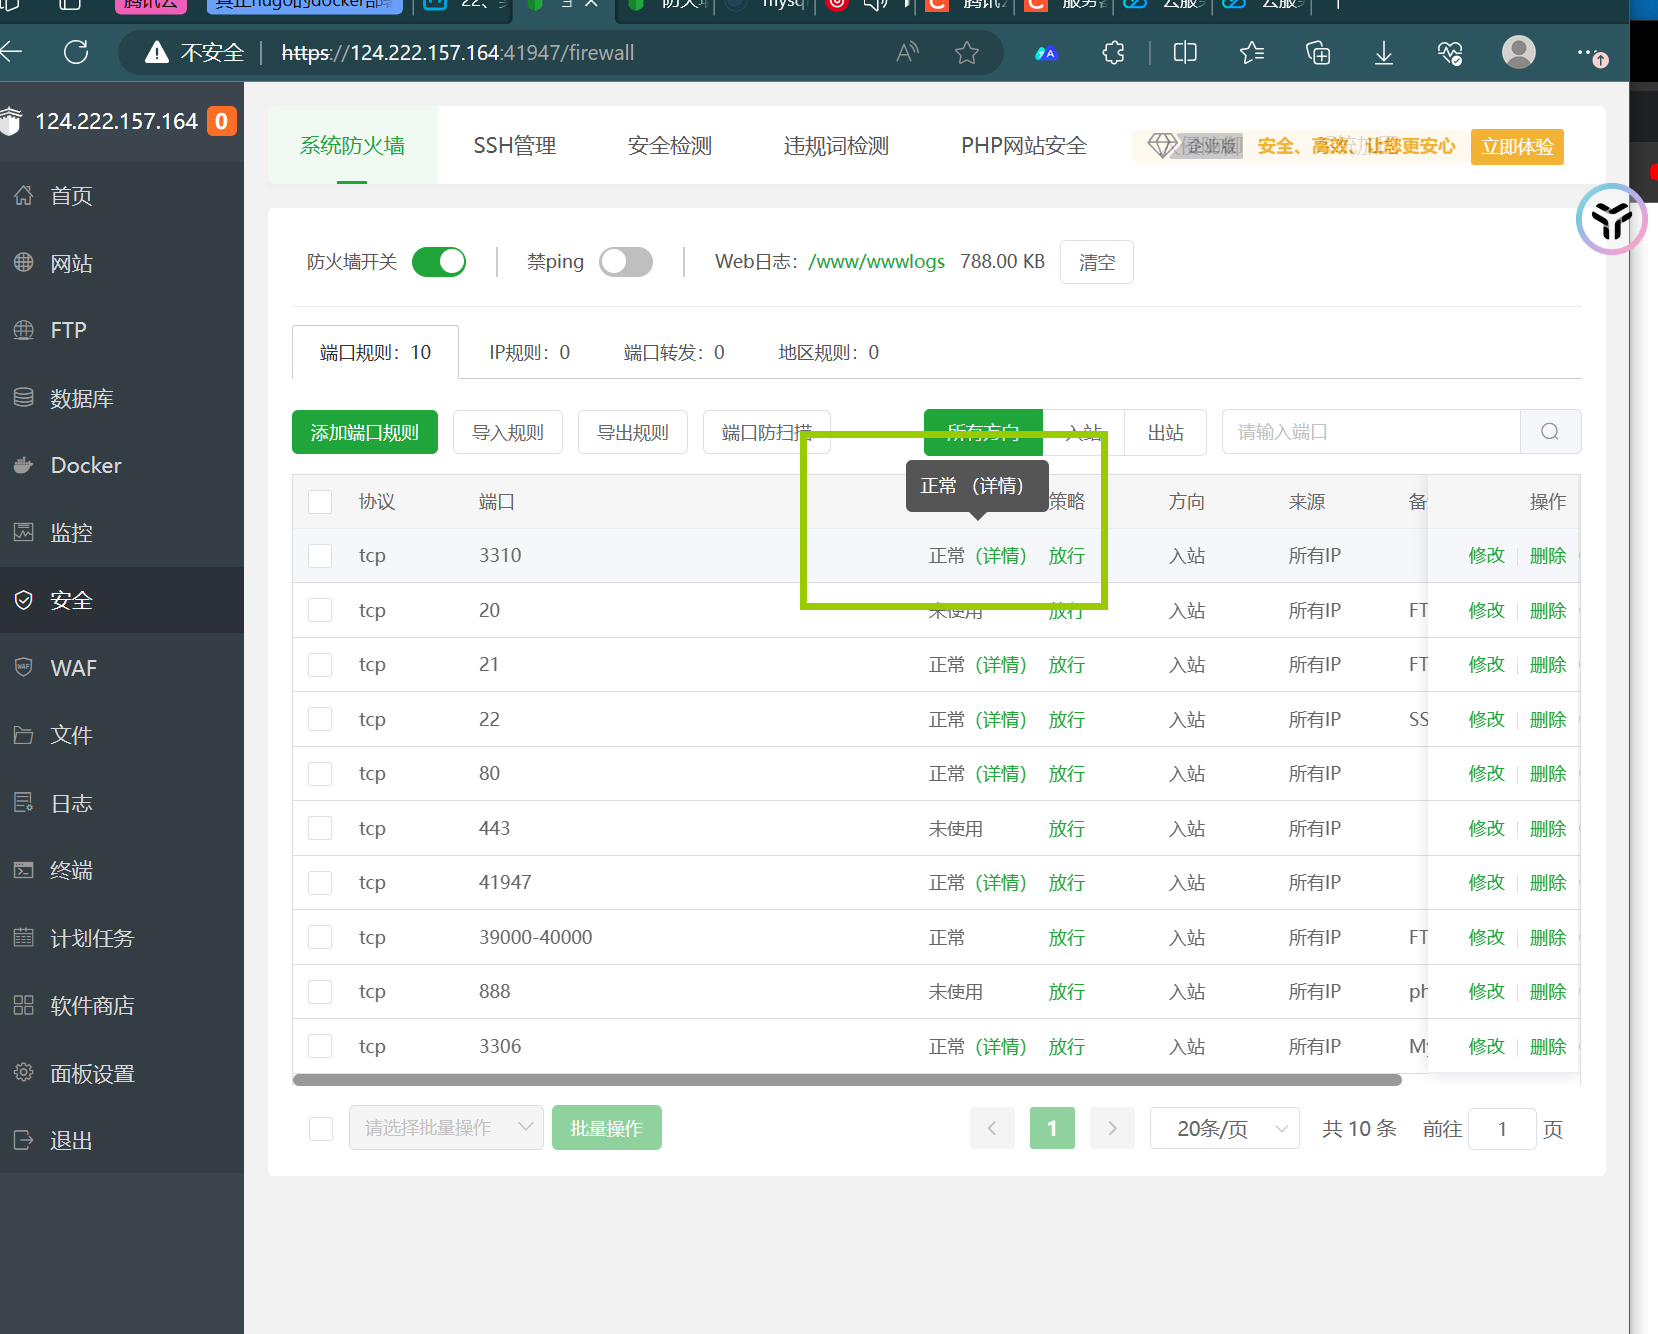 腾讯云
真正hugo的docker部署
22、
防火
mysq
腾讯
服务
云服务
云服务
不安全
https://124.222.157.164:41947/firewall
124.222.157.164 0
首页
网站
FTP
数据库
Docker
监控
安全
WAF
文件
日志
终端
计划任务
软件商店
面板设置
退出
系统防火墙 SSH管理 安全检测 违规词检测 PHP网站安全 企业版 安全、高效、让您更安心 立即体验
防火墙开关 禁ping Web日志：/www/wwwlogs 788.00 KB 清空
端口规则：10 IP规则：0 端口转发：0 地区规则：0
添加端口规则 导入规则 导出规则 端口防扫描 所有方向 入站 出站 请输入端口
正常 （详情）
协议 端口 策略 方向 来源 备 操作
tcp 3310 正常（详情） 放行 入站 所有IP 修改 删除
tcp 20 未使用 放行 入站 所有IP FT 修改 删除
tcp 21 正常（详情） 放行 入站 所有IP FT 修改 删除
tcp 22 正常（详情） 放行 入站 所有IP SS 修改 删除
tcp 80 正常（详情） 放行 入站 所有IP 修改 删除
tcp 443 未使用 放行 入站 所有IP 修改 删除
tcp 41947 正常（详情） 放行 入站 所有IP 修改 删除
tcp 39000-40000 正常 放行 入站 所有IP FT 修改 删除
tcp 888 未使用 放行 入站 所有IP ph 修改 删除
tcp 3306 正常（详情） 放行 入站 所有IP My 修改 删除
请选择批量操作 批量操作 1 20条/页 共 10 条 前往 1 页